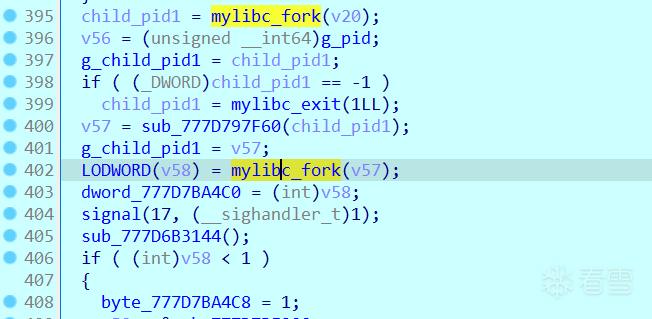 395 child_pid1 = mylibc_fork(v20);
396 v56 = (unsigned __int64)g_pid;
397 g_child_pid1 = child_pid1;
398 if ( (_DWORD)child_pid1 == -1 )
399 child_pid1 = mylibc_exit(1LL);
400 v57 = sub_777D797F60(child_pid1);
401 g_child_pid1 = v57;
402 LODWORD(v58) = mylibc_fork(v57);
403 dword_777D7BA4C0 = (int)v58;
404 signal(17, (__sighandler_t)1);
405 sub_777D6B3144();
406 if ( (int)v58 < 1 )
407 {
408 byte_777D7BA4C8 = 1;
看雪